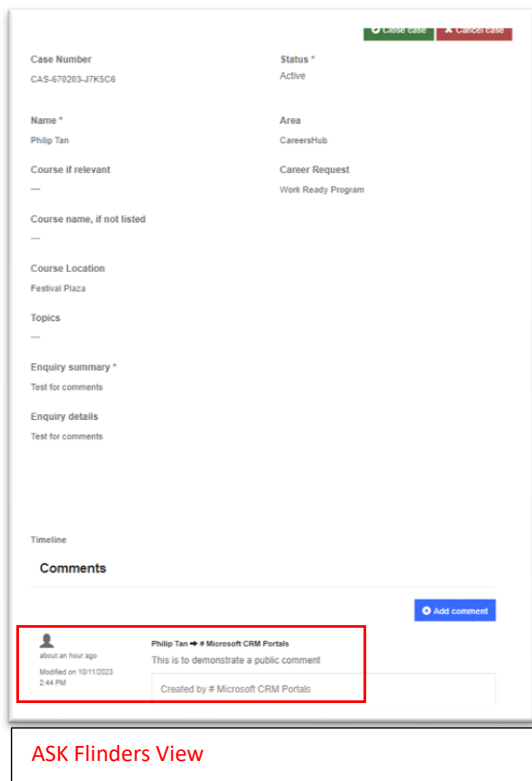 Close case Cancel case
Case Number Status *
CAS-670203-J7K5C6 Active
Name * Area
Philip Tan CareersHub
Course if relevant Career Request
— Work Ready Program
Course name, if not listed
—
Course Location
Festival Plaza
Topics
—
Enquiry summary *
Test for comments
Enquiry details
Test for comments
Timeline
Comments
Add comment
Philip Tan ➔ # Microsoft CRM Portals
about an hour ago This is to demonstrate a public comment
Modified on 10/11/2023
2:44 PM Created by # Microsoft CRM Portals
ASK Flinders View